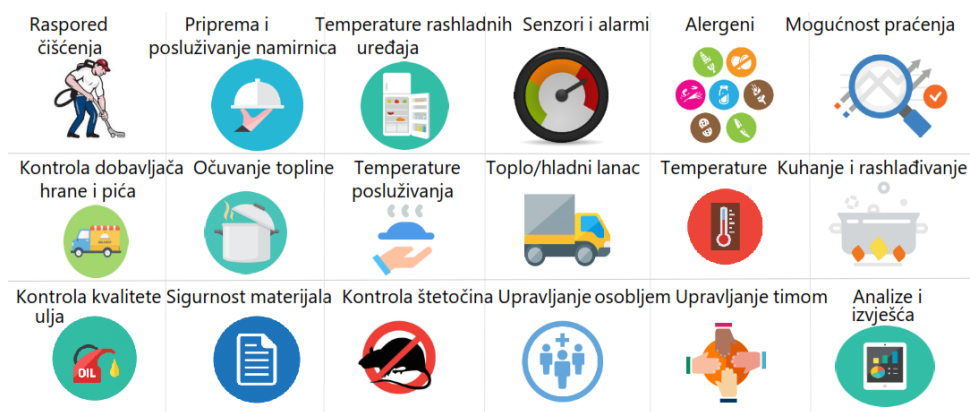 Raspored
čišćenja
Priprema i
posluživanje namirnica
Temperature rashladnih
uređaja
Senzori i alarmi
Alergeni
Mogućnost praćenja
Kontrola dobavljača
hrane i pića
Očuvanje topline
Temperature
posluživanja
Toplo/hladni lanac
Temperature
Kuhanje i rashlađivanje
Kontrola kvalitete
ulja
OIL
Sigurnost materijala
Kontrola štetočina
Upravljanje osobljem
Upravljanje timom
Analize i
izvješća